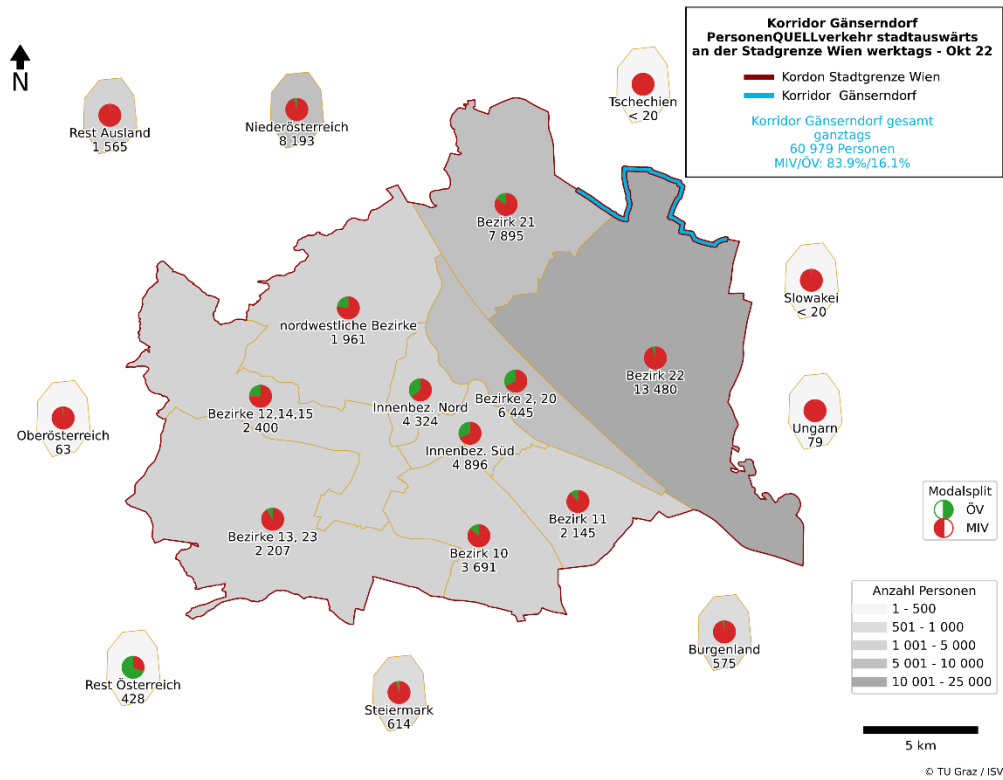 Korridor Gänserndorf
PersonenQUELLverkehr stadtauswärts
an der Stadgrenze Wien werktags - Okt 22
Kordon Stadtgrenze Wien
Korridor Gänserndorf
Korridor Gänserndorf gesamt
ganztags
60 979 Personen
MIV/ÖV: 83.9%/16.1%
N
Rest Ausland
1 565
Niederösterreich
8 193
Tschechien
< 20
Bezirk 21
7 895
Slowakei
< 20
nordwestliche Bezirke
1 961
Bezirk 22
13 480
Bezirke 12,14,15
2 400
Innenbez. Nord
4 324
Bezirke 2, 20
6 445
Oberösterreich
63
Ungarn
79
Innenbez. Süd
4 896
Bezirk 11
2 145
Bezirke 13, 23
2 207
Bezirk 10
3 691
Modalsplit
ÖV
MIV
Anzahl Personen
1 - 500
501 - 1 000
1 001 - 5 000
5 001 - 10 000
10 001 - 25 000
Burgenland
575
Rest Österreich
428
Steiermark
614
5 km
© TU Graz / ISV